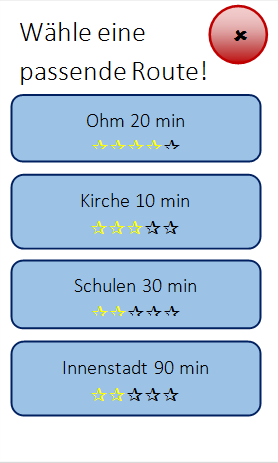 Wähle eine
passende Route!
Ohm 20 min
Kirche 10 min
Schulen 30 min
Innenstadt 90 min